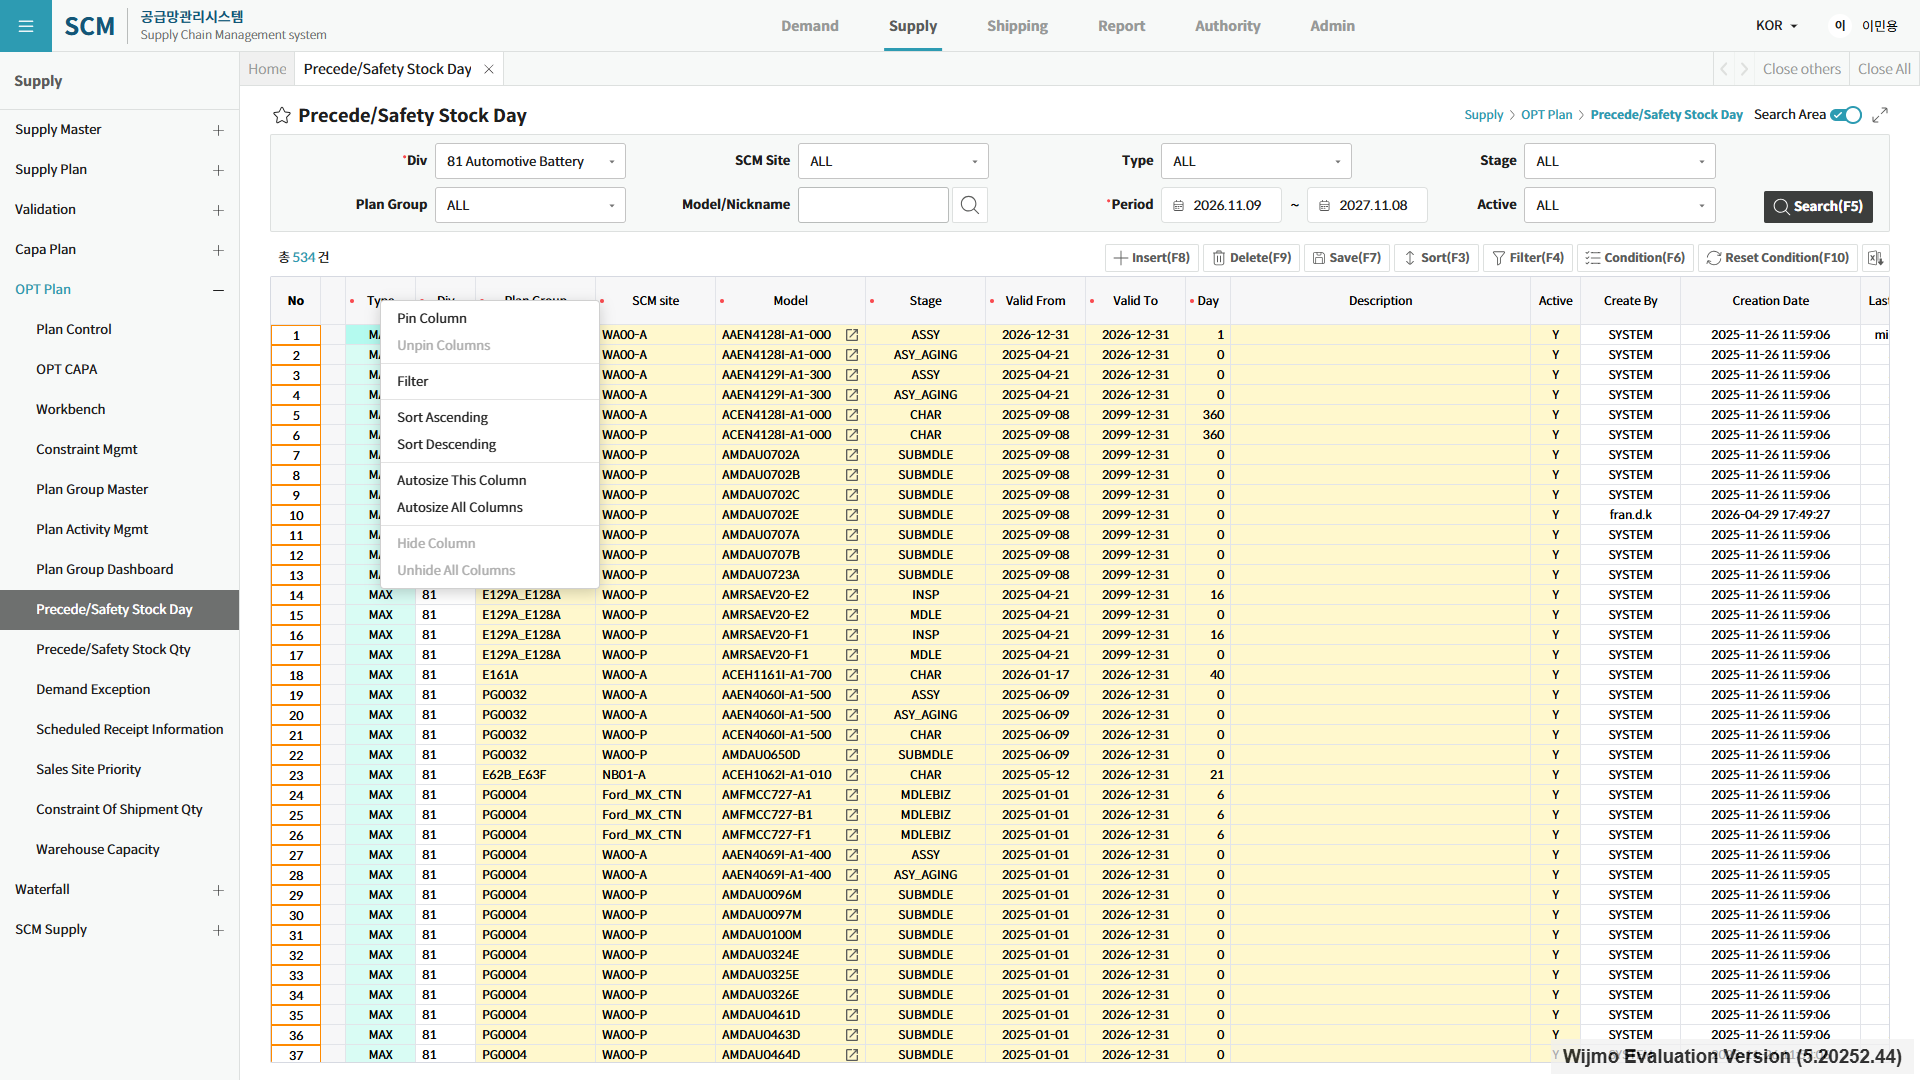 SCM
공급망관리시스템
Supply Chain Management system
Demand Supply Shipping Report Authority Admin
KOR 이 이민용
Supply
Home Precede/Safety Stock Day
Close others Close All
Supply Master
Supply Plan
Validation
Capa Plan
OPT Plan
Plan Control
OPT CAPA
Workbench
Constraint Mgmt
Plan Group Master
Plan Activity Mgmt
Plan Group Dashboard
Precede/Safety Stock Day
Precede/Safety Stock Qty
Demand Exception
Scheduled Receipt Information
Sales Site Priority
Constraint Of Shipment Qty
Warehouse Capacity
Waterfall
SCM Supply
Precede/Safety Stock Day
Supply > OPT Plan > Precede/Safety Stock Day Search Area
*Div 81 Automotive Battery SCM Site ALL Type ALL Stage ALL
Plan Group ALL Model/Nickname *Period 2026.11.09 ~ 2027.11.08 Active ALL Search(F5)
총 534 건
Insert(F8) Delete(F9) Save(F7) Sort(F3) Filter(F4) Condition(F6) Reset Condition(F10)
No Type Div Plan Group SCM site Model Stage Valid From Valid To Day Description Active Create By Creation Date Las
Pin Column
Unpin Columns
Filter
Sort Ascending
Sort Descending
Autosize This Column
Autosize All Columns
Hide Column
Unhide All Columns
1 M WA00-A AAEN4128I-A1-000 ASSY 2026-12-31 2026-12-31 1 Y SYSTEM 2025-11-26 11:59:06 mi
2 M WA00-A AAEN4128I-A1-000 ASY_AGING 2025-04-21 2026-12-31 0 Y SYSTEM 2025-11-26 11:59:06
3 M WA00-A AAEN4129I-A1-300 ASSY 2025-04-21 2026-12-31 0 Y SYSTEM 2025-11-26 11:59:06
4 M WA00-A AAEN4129I-A1-300 ASY_AGING 2025-04-21 2026-12-31 0 Y SYSTEM 2025-11-26 11:59:06
5 M WA00-A ACEN4128I-A1-000 CHAR 2025-09-08 2099-12-31 360 Y SYSTEM 2025-11-26 11:59:06
6 M WA00-P ACEN4128I-A1-000 CHAR 2025-09-08 2099-12-31 360 Y SYSTEM 2025-11-26 11:59:06
7 M WA00-P AMDAU0702A SUBMDLE 2025-09-08 2099-12-31 0 Y SYSTEM 2025-11-26 11:59:06
8 M WA00-P AMDAU0702B SUBMDLE 2025-09-08 2099-12-31 0 Y SYSTEM 2025-11-26 11:59:06
9 M WA00-P AMDAU0702C SUBMDLE 2025-09-08 2099-12-31 0 Y SYSTEM 2025-11-26 11:59:06
10 M WA00-P AMDAU0702E SUBMDLE 2025-09-08 2099-12-31 0 Y fran.d.k 2026-04-29 17:49:27
11 M WA00-P AMDAU0707A SUBMDLE 2025-09-08 2099-12-31 0 Y SYSTEM 2025-11-26 11:59:06
12 M WA00-P AMDAU0707B SUBMDLE 2025-09-08 2099-12-31 0 Y SYSTEM 2025-11-26 11:59:06
13 M WA00-P AMDAU0723A SUBMDLE 2025-09-08 2099-12-31 0 Y SYSTEM 2025-11-26 11:59:06
14 MAX 81 E129A_E128A WA00-P AMRSAEV20-E2 INSP 2025-04-21 2099-12-31 16 Y SYSTEM 2025-11-26 11:59:06
15 MAX 81 E129A_E128A WA00-P AMRSAEV20-E2 MDLE 2025-04-21 2099-12-31 0 Y SYSTEM 2025-11-26 11:59:06
16 MAX 81 E129A_E128A WA00-P AMRSAEV20-F1 INSP 2025-04-21 2099-12-31 16 Y SYSTEM 2025-11-26 11:59:06
17 MAX 81 E129A_E128A WA00-P AMRSAEV20-F1 MDLE 2025-04-21 2099-12-31 0 Y SYSTEM 2025-11-26 11:59:06
18 MAX 81 E161A WA00-A ACEH1161I-A1-700 CHAR 2026-01-17 2026-12-31 40 Y SYSTEM 2025-11-26 11:59:06
19 MAX 81 PG0032 WA00-A AAEN4060I-A1-500 ASSY 2025-06-09 2026-12-31 0 Y SYSTEM 2025-11-26 11:59:06
20 MAX 81 PG0032 WA00-A AAEN4060I-A1-500 ASY_AGING 2025-06-09 2026-12-31 0 Y SYSTEM 2025-11-26 11:59:06
21 MAX 81 PG0032 WA00-P ACEN4060I-A1-500 CHAR 2025-06-09 2026-12-31 0 Y SYSTEM 2025-11-26 11:59:06
22 MAX 81 PG0032 WA00-P AMDAU0650D SUBMDLE 2025-06-09 2026-12-31 0 Y SYSTEM 2025-11-26 11:59:06
23 MAX 81 E62B_E63F NB01-A ACEH1062I-A1-010 CHAR 2025-05-12 2026-12-31 21 Y SYSTEM 2025-11-26 11:59:06
24 MAX 81 PG0004 Ford_MX_CTN AMFMCC727-A1 MDLEBIZ 2025-01-01 2026-12-31 6 Y SYSTEM 2025-11-26 11:59:06
25 MAX 81 PG0004 Ford_MX_CTN AMFMCC727-B1 MDLEBIZ 2025-01-01 2026-12-31 6 Y SYSTEM 2025-11-26 11:59:06
26 MAX 81 PG0004 Ford_MX_CTN AMFMCC727-F1 MDLEBIZ 2025-01-01 2026-12-31 6 Y SYSTEM 2025-11-26 11:59:06
27 MAX 81 PG0004 WA00-A AAEN4069I-A1-400 ASSY 2025-01-01 2026-12-31 0 Y SYSTEM 2025-11-26 11:59:06
28 MAX 81 PG0004 WA00-A AAEN4069I-A1-400 ASY_AGING 2025-01-01 2026-12-31 0 Y SYSTEM 2025-11-26 11:59:05
29 MAX 81 PG0004 WA00-P AMDAU0096M SUBMDLE 2025-01-01 2026-12-31 0 Y SYSTEM 2025-11-26 11:59:06
30 MAX 81 PG0004 WA00-P AMDAU0097M SUBMDLE 2025-01-01 2026-12-31 0 Y SYSTEM 2025-11-26 11:59:06
31 MAX 81 PG0004 WA00-P AMDAU0100M SUBMDLE 2025-01-01 2026-12-31 0 Y SYSTEM 2025-11-26 11:59:06
32 MAX 81 PG0004 WA00-P AMDAU0324E SUBMDLE 2025-01-01 2026-12-31 0 Y SYSTEM 2025-11-26 11:59:06
33 MAX 81 PG0004 WA00-P AMDAU0325E SUBMDLE 2025-01-01 2026-12-31 0 Y SYSTEM 2025-11-26 11:59:06
34 MAX 81 PG0004 WA00-P AMDAU0326E SUBMDLE 2025-01-01 2026-12-31 0 Y SYSTEM 2025-11-26 11:59:06
35 MAX 81 PG0004 WA00-P AMDAU0461D SUBMDLE 2025-01-01 2026-12-31 0 Y SYSTEM 2025-11-26 11:59:06
36 MAX 81 PG0004 WA00-P AMDAU0463D SUBMDLE 2025-01-01 2026-12-31 0 Y SYSTEM 2025-11-26 11:59:06
37 MAX 81 PG0004 WA00-P AMDAU0464D SUBMDLE 2025-01-01 2026-12-31 0 Y
Wijmo Evaluation Version (5.20252.44)